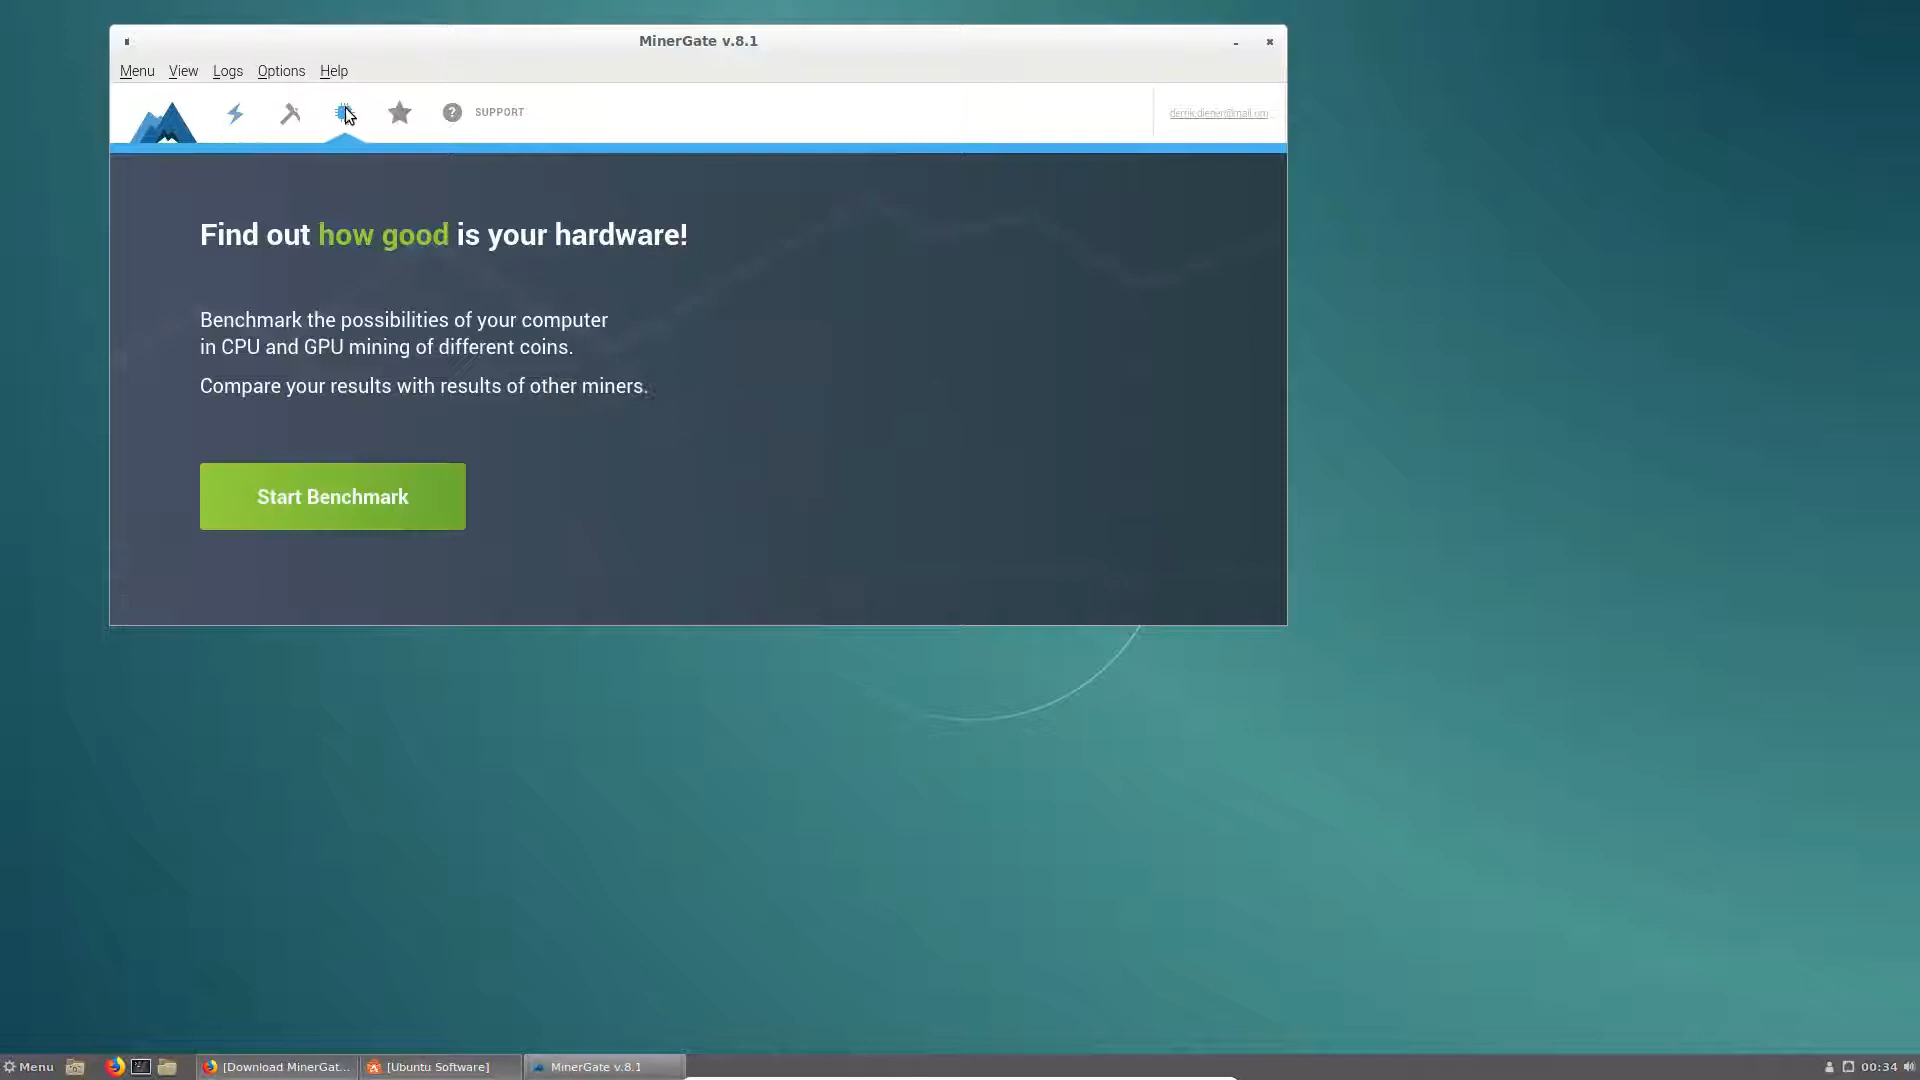 MinerGate v.8.1
Menu View Logs Options Help
SUPPORT
Find out how good is your hardware!
Benchmark the possibilities of your computer
in CPU and GPU mining of different coins.
Compare your results with results of other miners.
Start Benchmark
Menu [Download MinerGat... [Ubuntu Software] MinerGate v.8.1 00:34